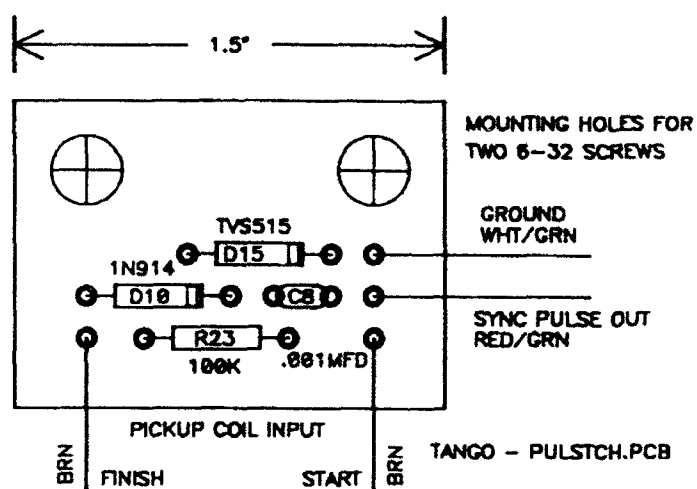 1.5"
MOUNTING HOLES FOR
TWO 6-32 SCREWS
TVS515
D15
GROUND
WHT/GRN
1N914
D10
C8
SYNC PULSE OUT
RED/GRN
R23
100K
.001MFD
PICKUP COIL INPUT
BRN
FINISH
START
BRN
TANGO - PULSTCH.PCB